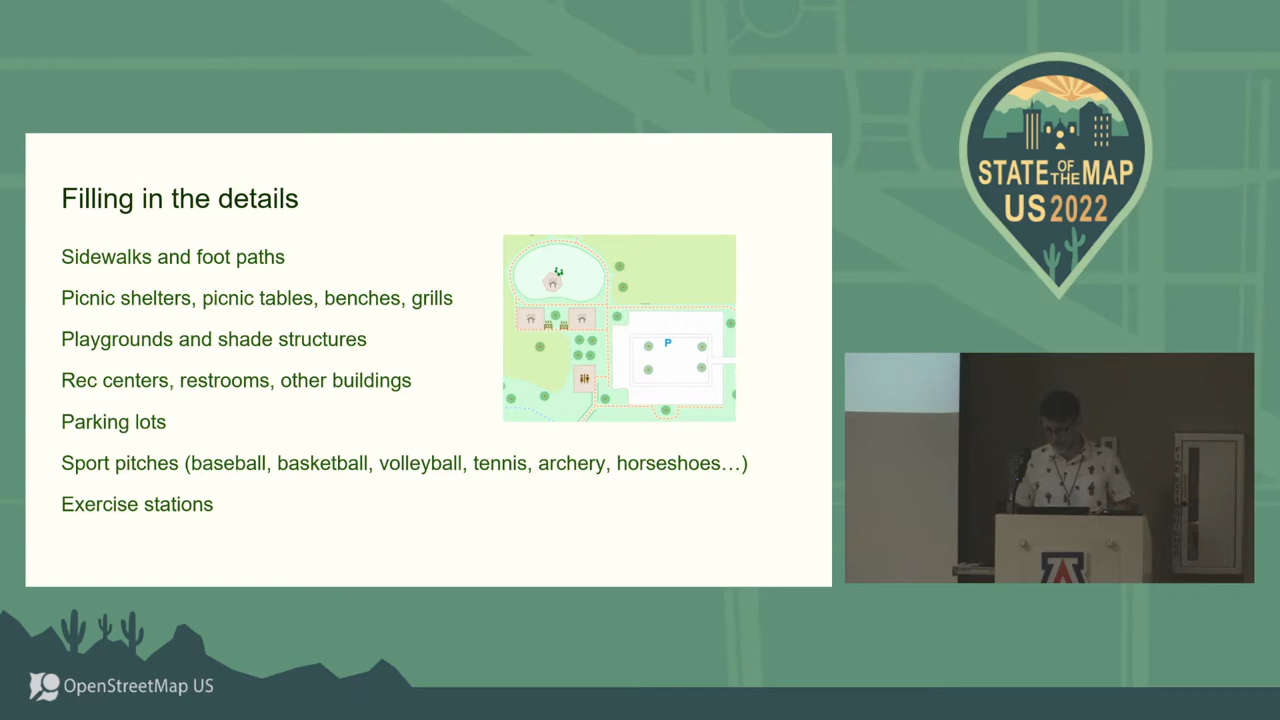 Filling in the details
Sidewalks and foot paths
Picnic shelters, picnic tables, benches, grills
Playgrounds and shade structures
Rec centers, restrooms, other buildings
Parking lots
Sport pitches (baseball, basketball, volleyball, tennis, archery, horseshoes…)
Exercise stations
P
STATE OF THE MAP
US 2022
A
OpenStreetMap US